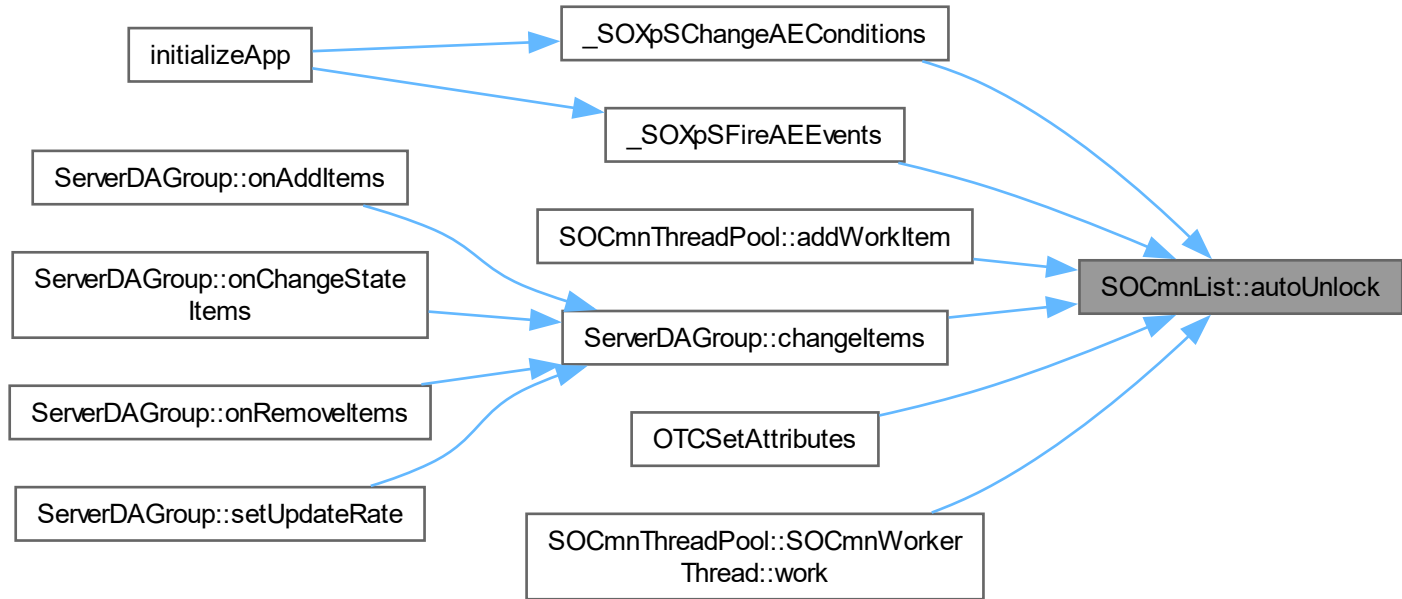 _SOXpSChangeAEConditions
initializeApp
_SOXpSFireAEEvents
ServerDAGroup::onAddItems
SOCmnThreadPool::addWorkItem
ServerDAGroup::onChangeState
Items
SOCmnList::autoUnlock
ServerDAGroup::changeItems
ServerDAGroup::onRemoveItems
OTCSetAttributes
ServerDAGroup::setUpdateRate
SOCmnThreadPool::SOCmnWorker
Thread::work